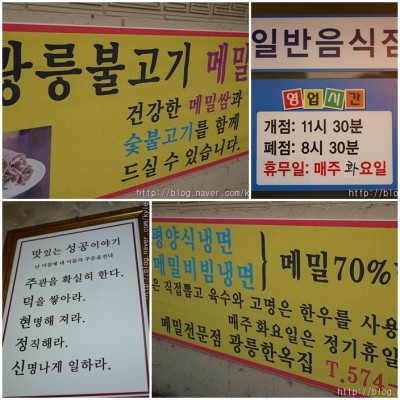 광릉불고기 메밀
건강한 메밀쌈과
숯불고기를 함께
드실 수 있습니다.
http://blog.naver.com/k
일반음식점
영업시간
개점: 11시 30분
폐점: 8시 30분
휴무일: 매주 화요일
http://blog.naver.com/k
맛있는 성공이야기
주관을 확실히 한다.
덕을 쌓아라.
현명해 져라.
정직해라.
신명나게 일하라.
http://blog.naver.com/kyle
평양식냉면
메밀비빔냉면
메밀70%
은 직접뽑고 육수와 고명은 한우를 사용
매주 화요일은 정기휴일
메밀전문점 광릉한옥집
T.574-
http://blog.